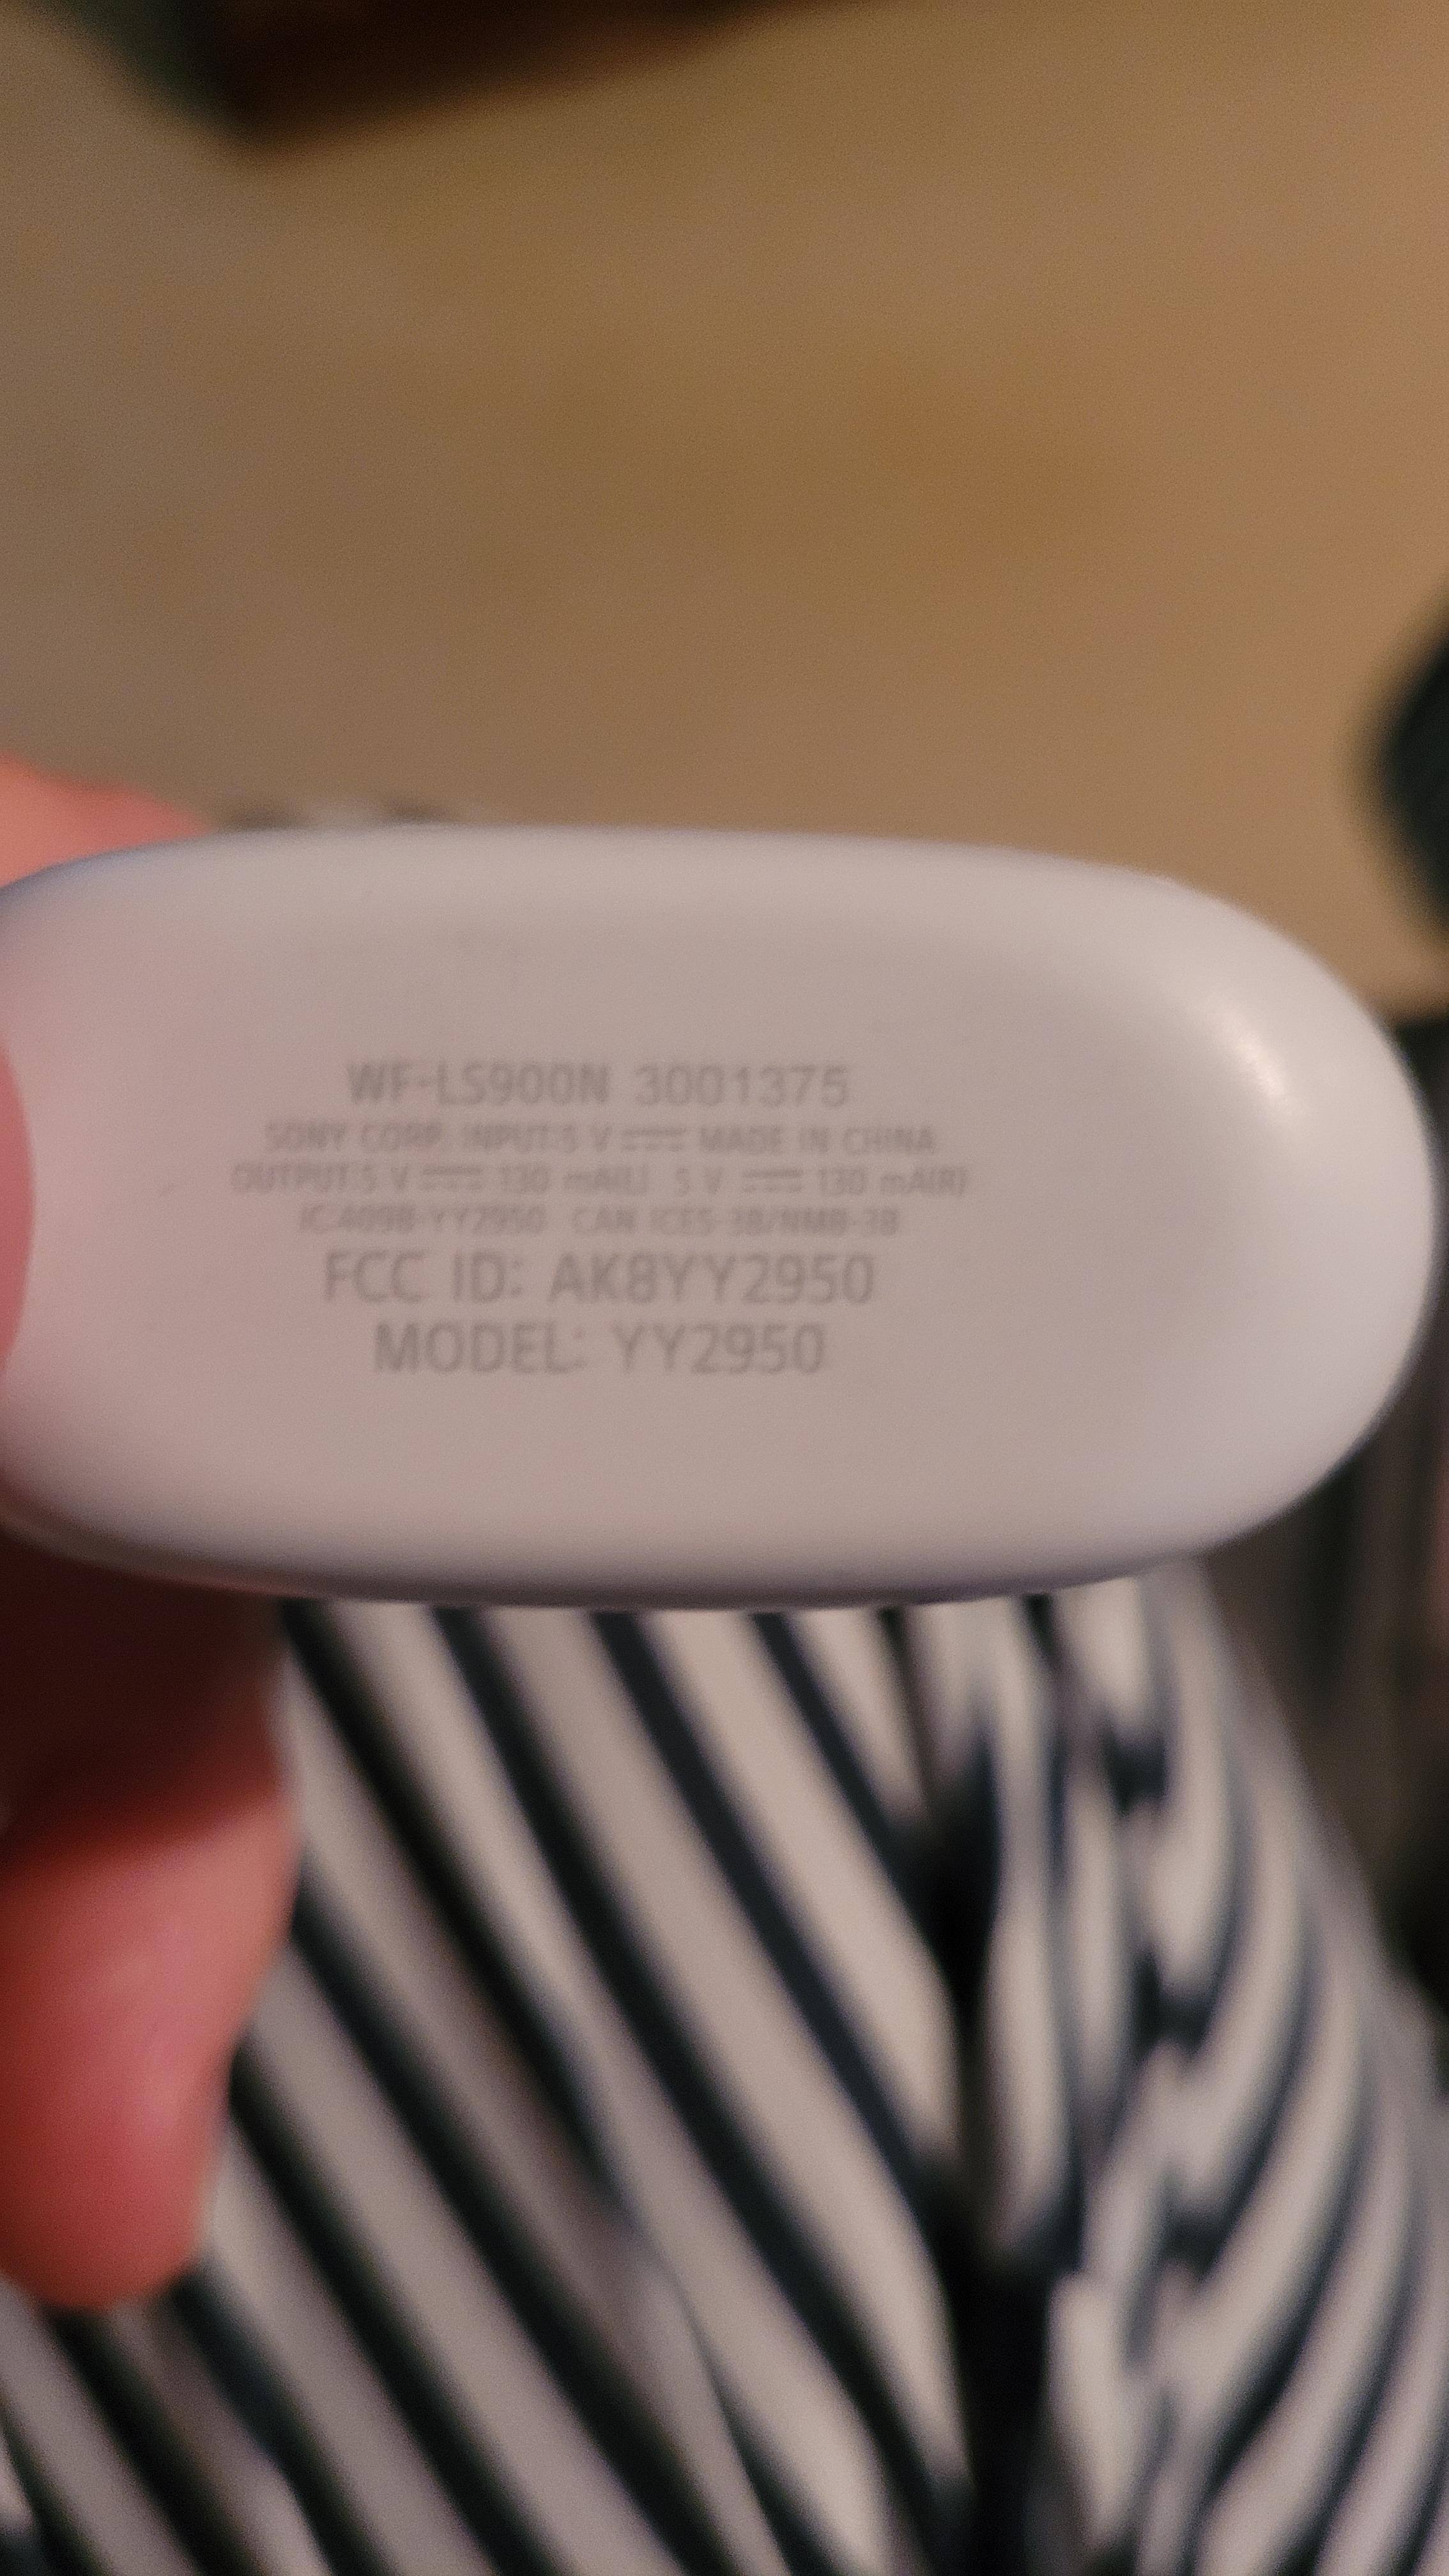 WF-LS900N 3001375
SONY CORP. INPUT:5 V ⎓ MADE IN CHINA
OUTPUT:5 V ⎓ 130 mA(L) 5 V ⎓ 130 mA(R)
IC:409B-YY2950 CAN ICES-3B/NMB-3B
FCC ID: AK8YY2950
MODEL: YY2950